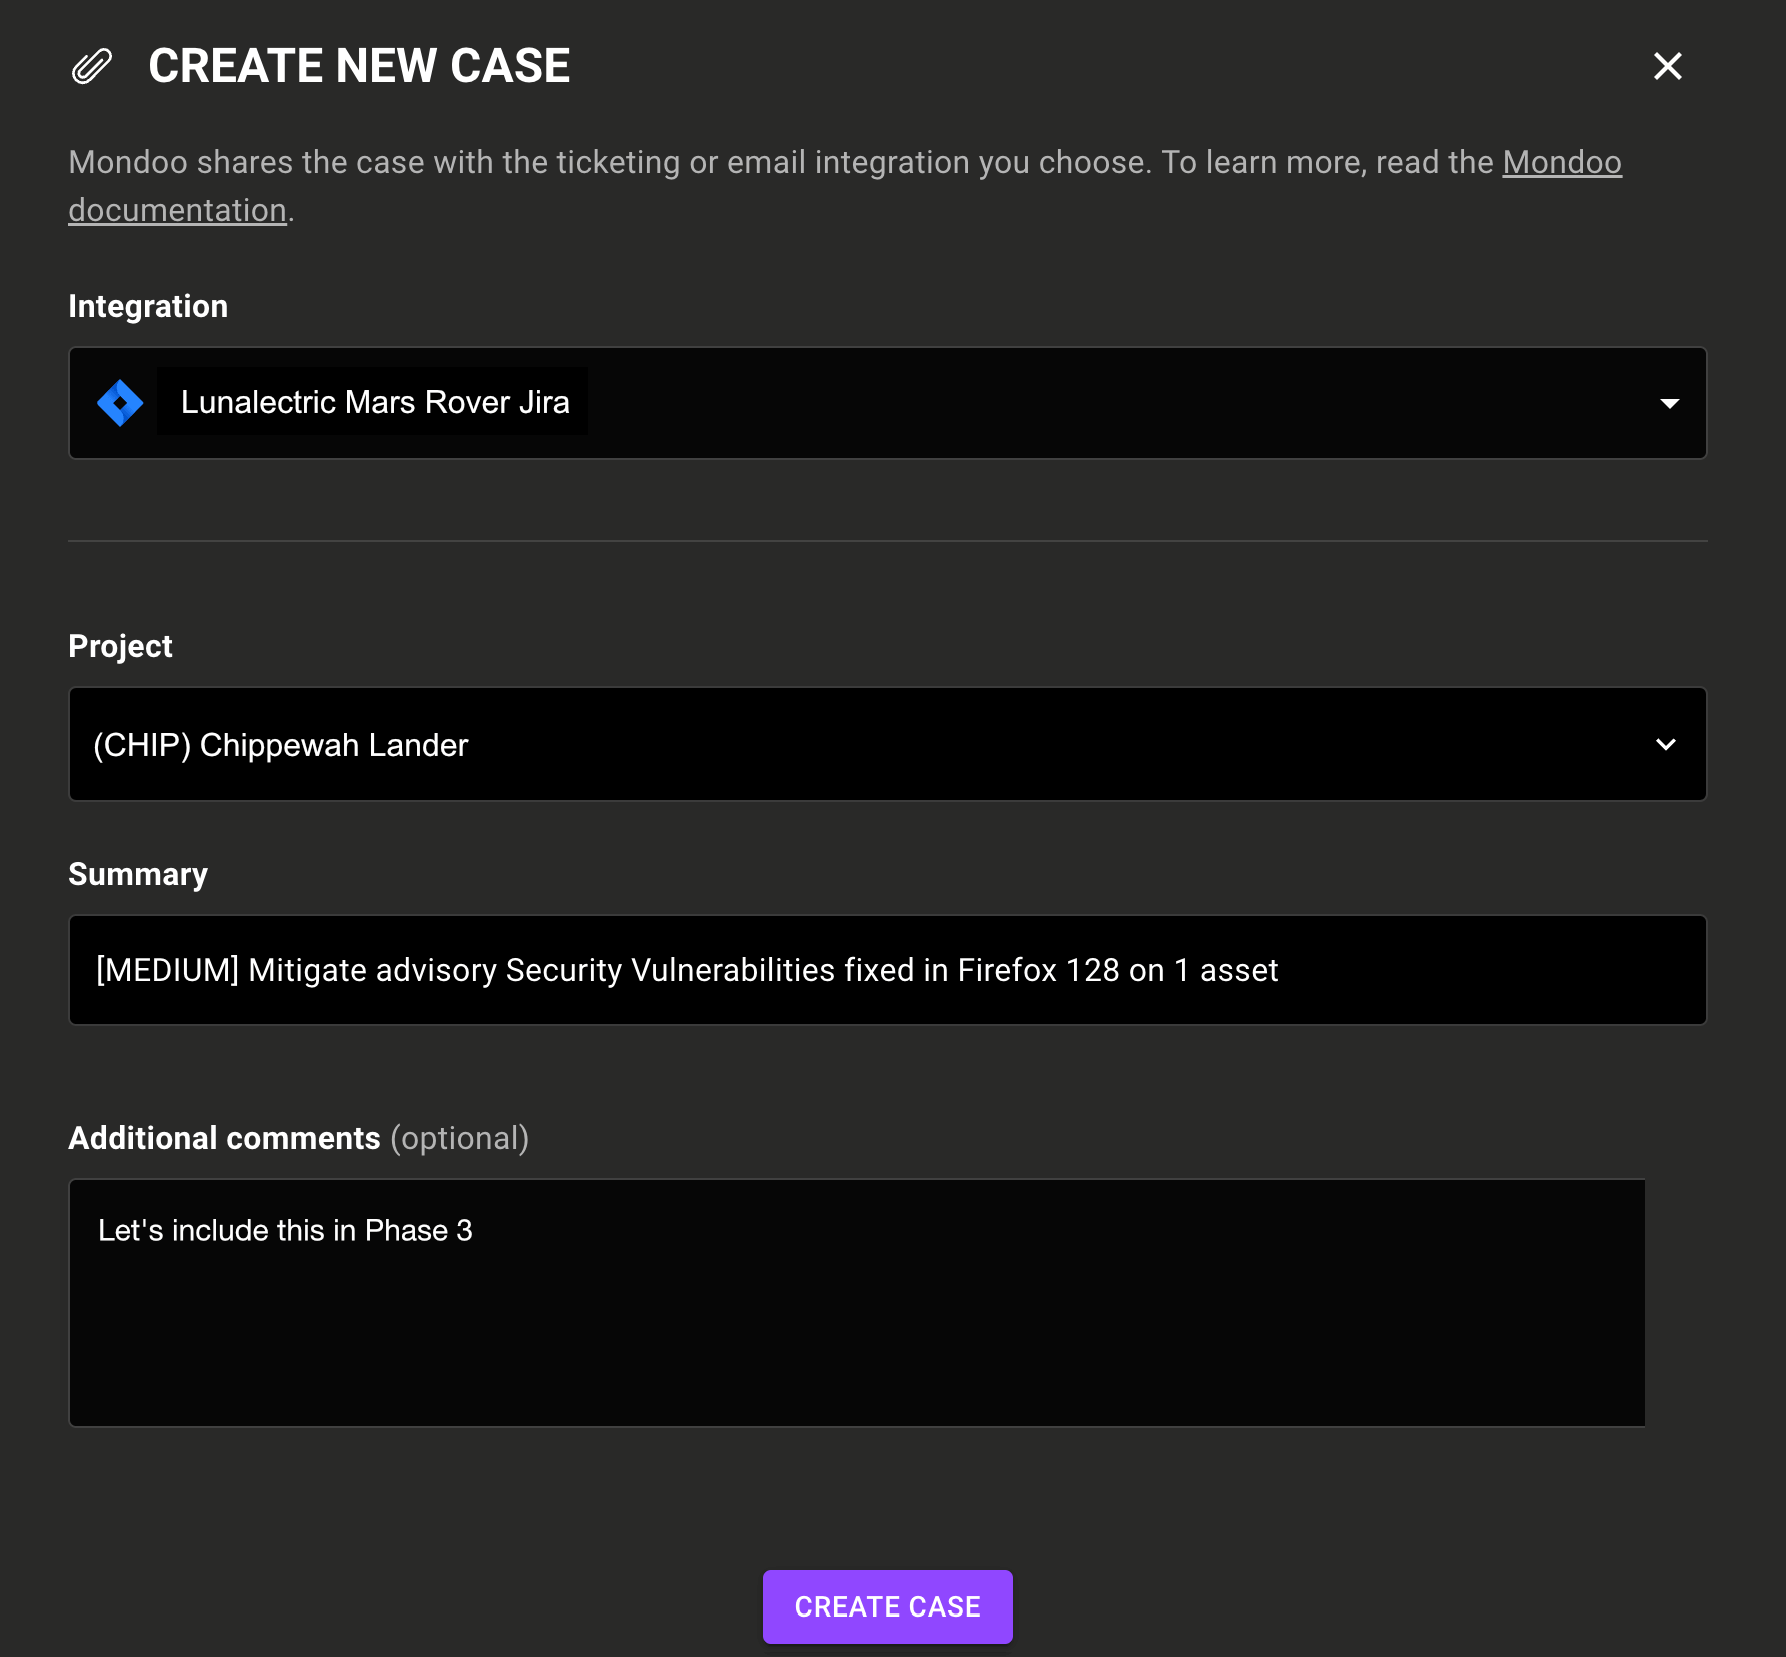 CREATE NEW CASE
Mondoo shares the case with the ticketing or email integration you choose. To learn more, read the Mondoo
documentation.
Integration
Lunalectric Mars Rover Jira
Project
(CHIP) Chippewah Lander
Summary
[MEDIUM] Mitigate advisory Security Vulnerabilities fixed in Firefox 128 on 1 asset
Additional comments (optional)
Let's include this in Phase 3
CREATE CASE